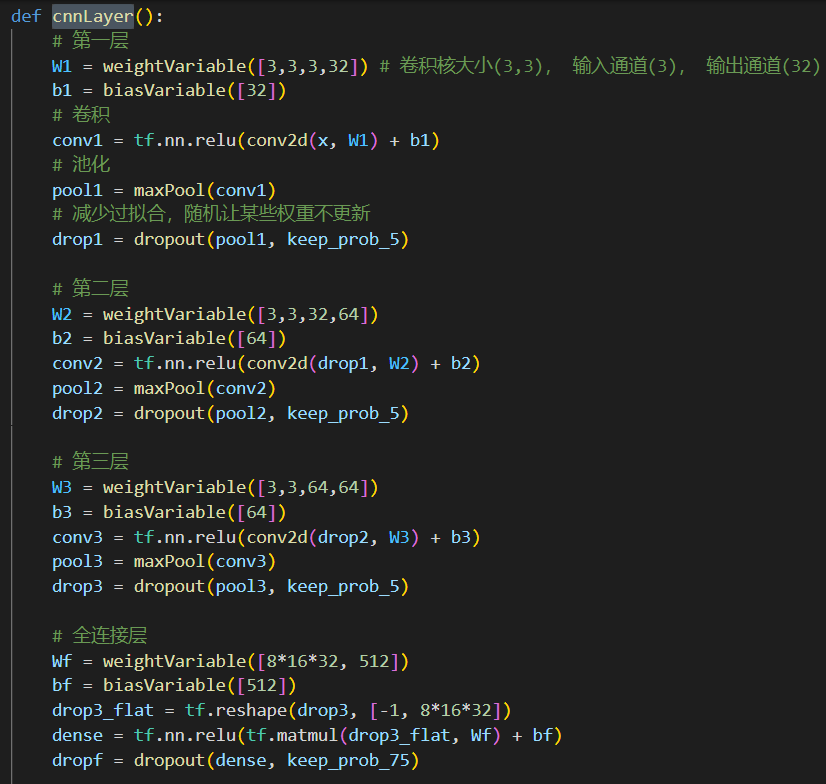 def cnnLayer():
    # 第一层
    W1 = weightVariable([3,3,3,32]) # 卷积核大小(3,3), 输入通道(3), 输出通道(32)
    b1 = biasVariable([32])
    # 卷积
    conv1 = tf.nn.relu(conv2d(x, W1) + b1)
    # 池化
    pool1 = maxPool(conv1)
    # 减少过拟合，随机让某些权重不更新
    drop1 = dropout(pool1, keep_prob_5)

    # 第二层
    W2 = weightVariable([3,3,32,64])
    b2 = biasVariable([64])
    conv2 = tf.nn.relu(conv2d(drop1, W2) + b2)
    pool2 = maxPool(conv2)
    drop2 = dropout(pool2, keep_prob_5)

    # 第三层
    W3 = weightVariable([3,3,64,64])
    b3 = biasVariable([64])
    conv3 = tf.nn.relu(conv2d(drop2, W3) + b3)
    pool3 = maxPool(conv3)
    drop3 = dropout(pool3, keep_prob_5)

    # 全连接层
    Wf = weightVariable([8*16*32, 512])
    bf = biasVariable([512])
    drop3_flat = tf.reshape(drop3, [-1, 8*16*32])
    dense = tf.nn.relu(tf.matmul(drop3_flat, Wf) + bf)
    dropf = dropout(dense, keep_prob_75)